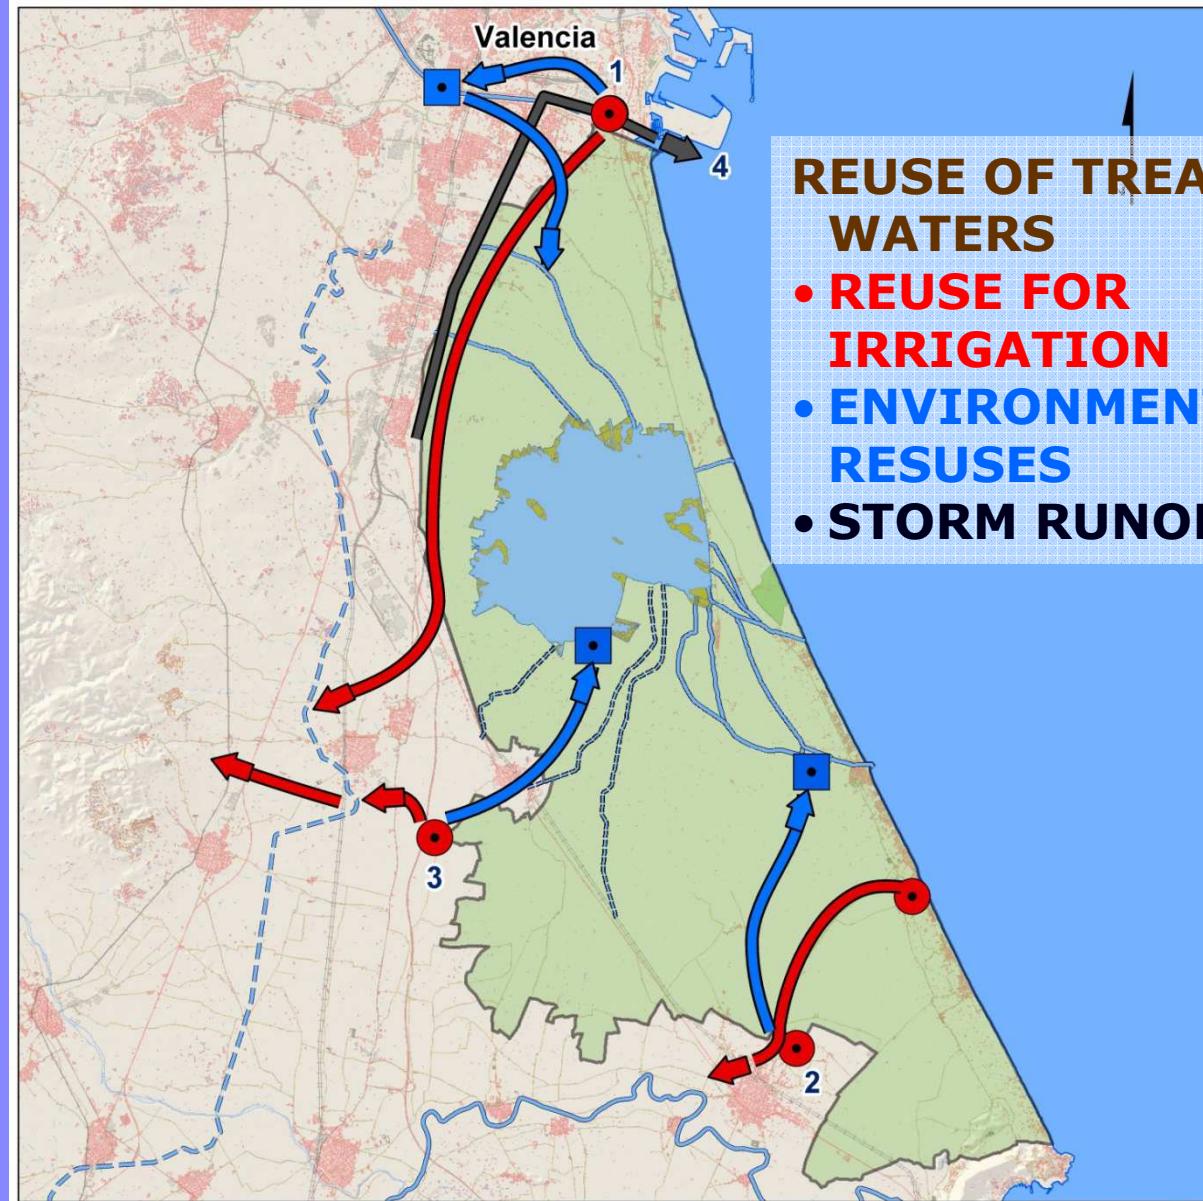 Valencia
1
4
REUSE OF TREA
WATERS
• REUSE FOR
IRRIGATION
• ENVIRONMEN
RESUSES
• STORM RUNO
3
2